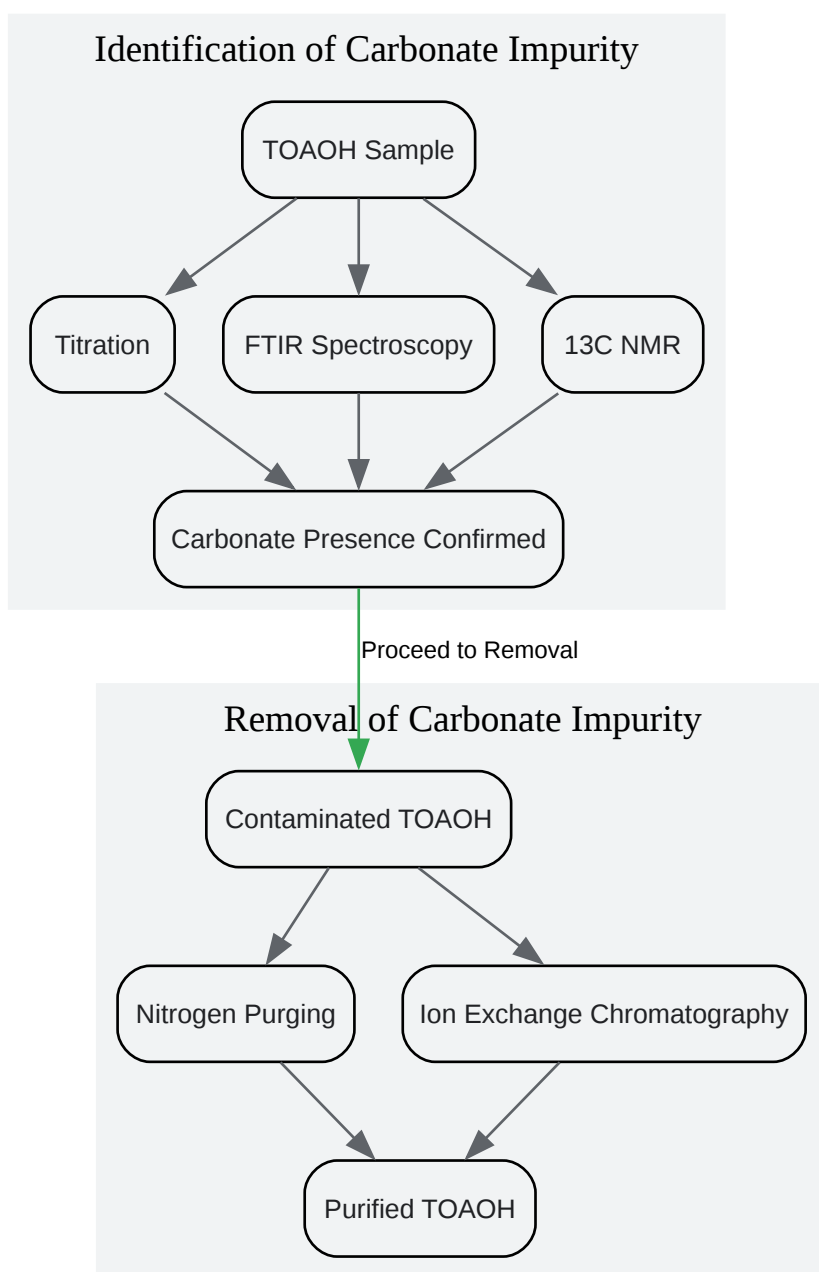 Identification of Carbonate Impurity
TOAOH Sample
Titration
FTIR Spectroscopy
13C NMR
Carbonate Presence Confirmed
Proceed to Removal
Removal of Carbonate Impurity
Contaminated TOAOH
Nitrogen Purging
Ion Exchange Chromatography
Purified TOAOH